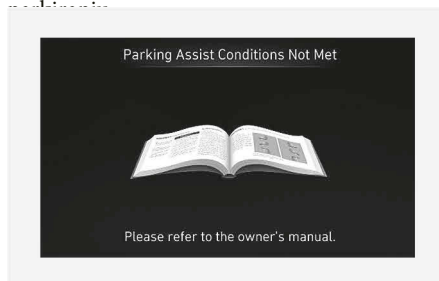 Parking Assist Conditions Not Met
Please refer to the owner's manual.